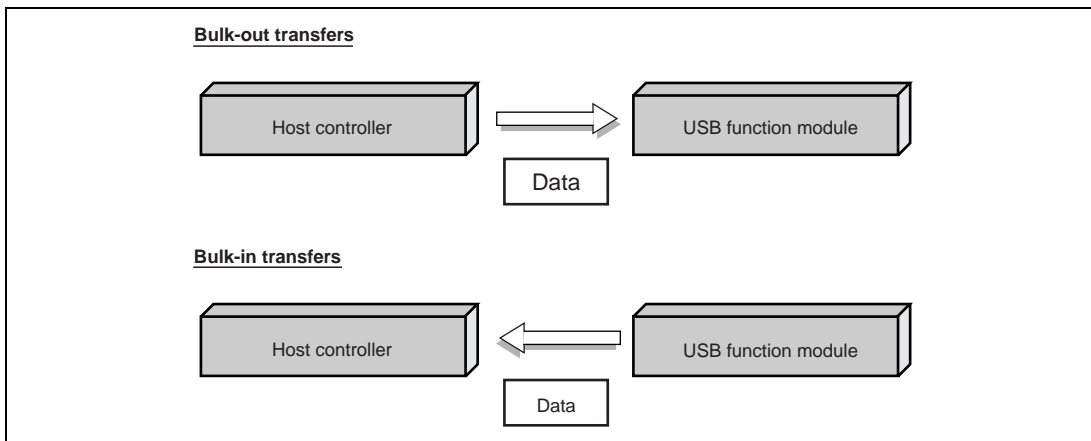 Bulk-out transfers
Host controller
USB function module
Data
Bulk-in transfers
Host controller
USB function module
Data